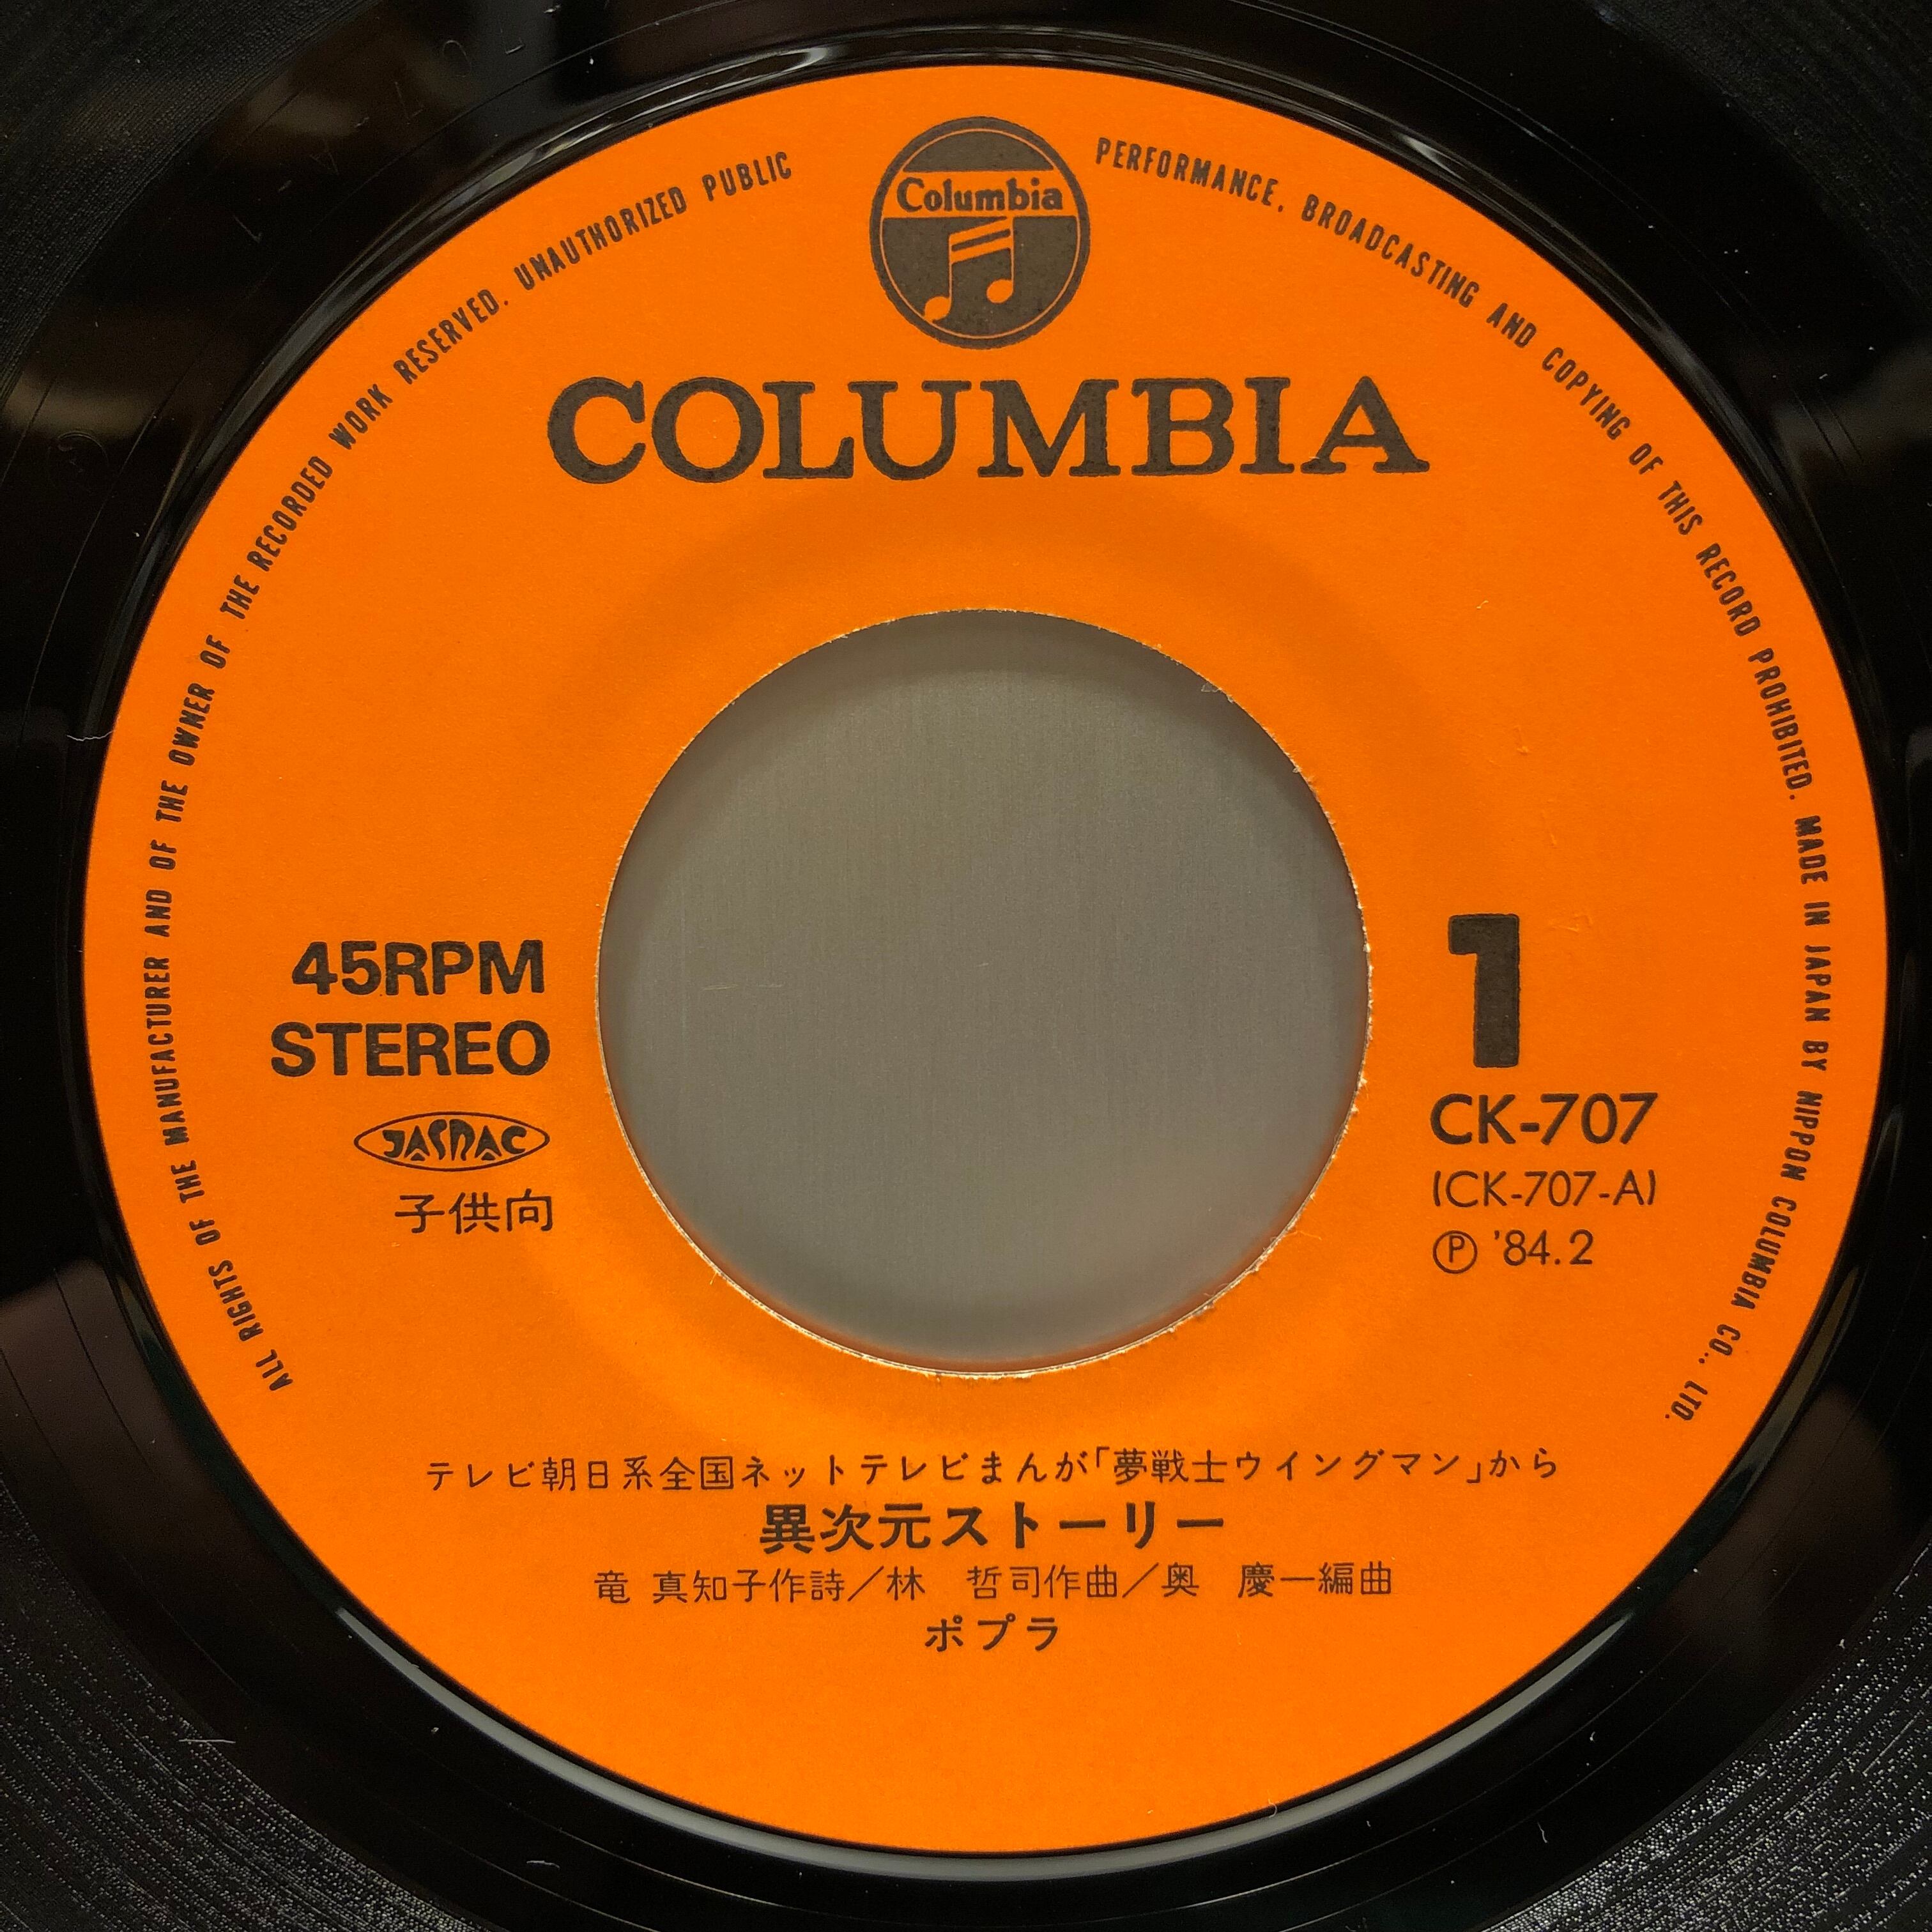 ALL RIGHTS OF THE MANUFACTURER AND OF THE OWNER OF THE RECORDED WORK RESERVED. UNAUTHORIZED PUBLIC PERFORMANCE, BROADCASTING AND COPYING OF THIS RECORD PROHIBITED. MADE IN JAPAN BY NIPPON COLUMBIA CO., LTD.
Columbia
COLUMBIA
45RPM
STEREO
JASRAC
子供向
1
CK-707
(CK-707-A)
Ⓟ '84.2
テレビ朝日系全国ネットテレビまんが「夢戦士ウイングマン」から
異次元ストーリー
竜 真知子作詩／林 哲司作曲／奥 慶一編曲
ポプラ